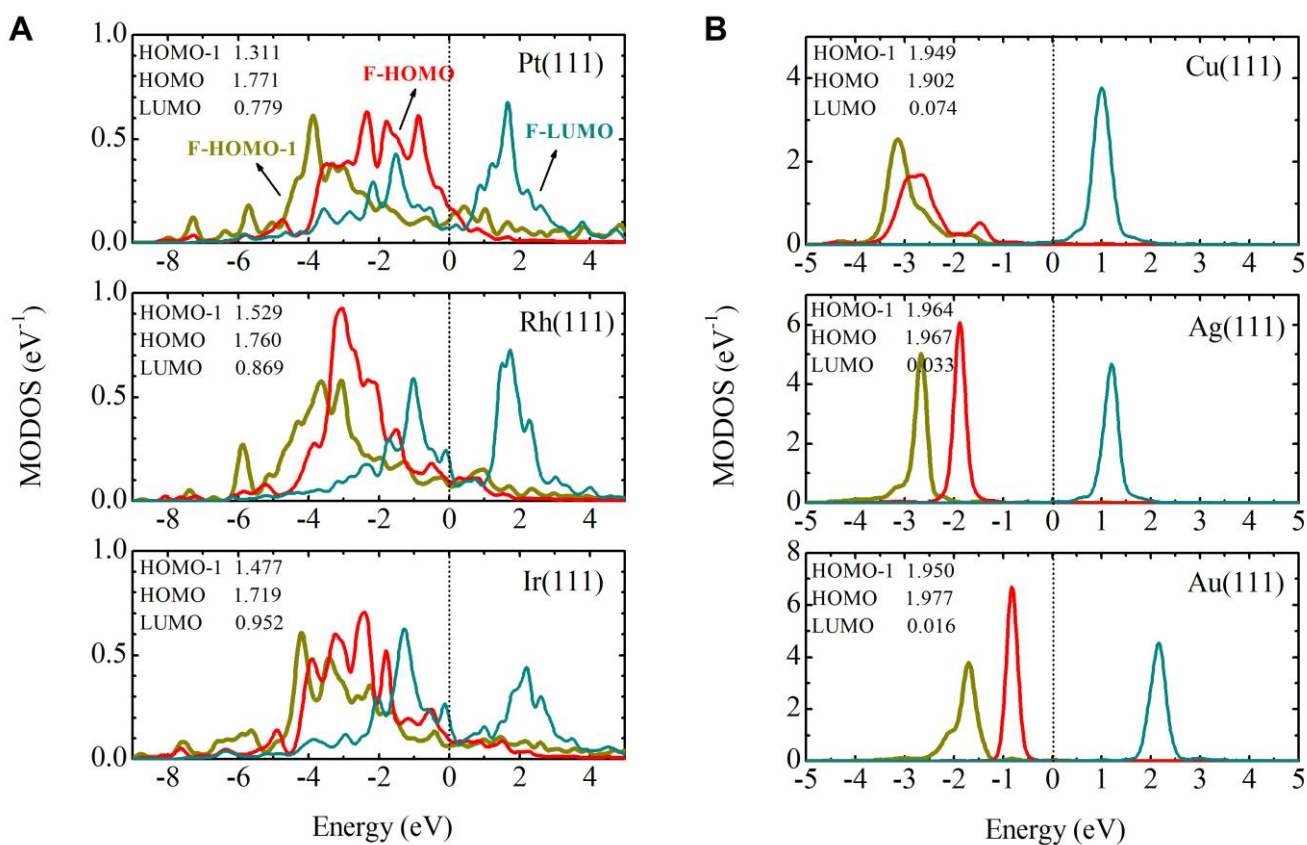 A
1.0
HOMO-1 1.311
HOMO 1.771
LUMO 0.779
Pt(111)
F-HOMO
F-HOMO-1
F-LUMO
0.5
0.0
-8 -6 -4 -2 0 2 4
1.0
HOMO-1 1.529
HOMO 1.760
LUMO 0.869
Rh(111)
MODOS (eV-1)
0.5
0.0
-8 -6 -4 -2 0 2 4
1.0
HOMO-1 1.477
HOMO 1.719
LUMO 0.952
Ir(111)
0.5
0.0
-8 -6 -4 -2 0 2 4
Energy (eV)
B
HOMO-1 1.949
HOMO 1.902
LUMO 0.074
Cu(111)
4
2
0
-5 -4 -3 -2 -1 0 1 2 3 4 5
HOMO-1 1.964
HOMO 1.967
LUMO 0.033
Ag(111)
MODOS (eV-1)
6
4
2
0
-5 -4 -3 -2 -1 0 1 2 3 4 5
8
HOMO-1 1.950
HOMO 1.977
LUMO 0.016
Au(111)
6
4
2
0
-5 -4 -3 -2 -1 0 1 2 3 4 5
Energy (eV)